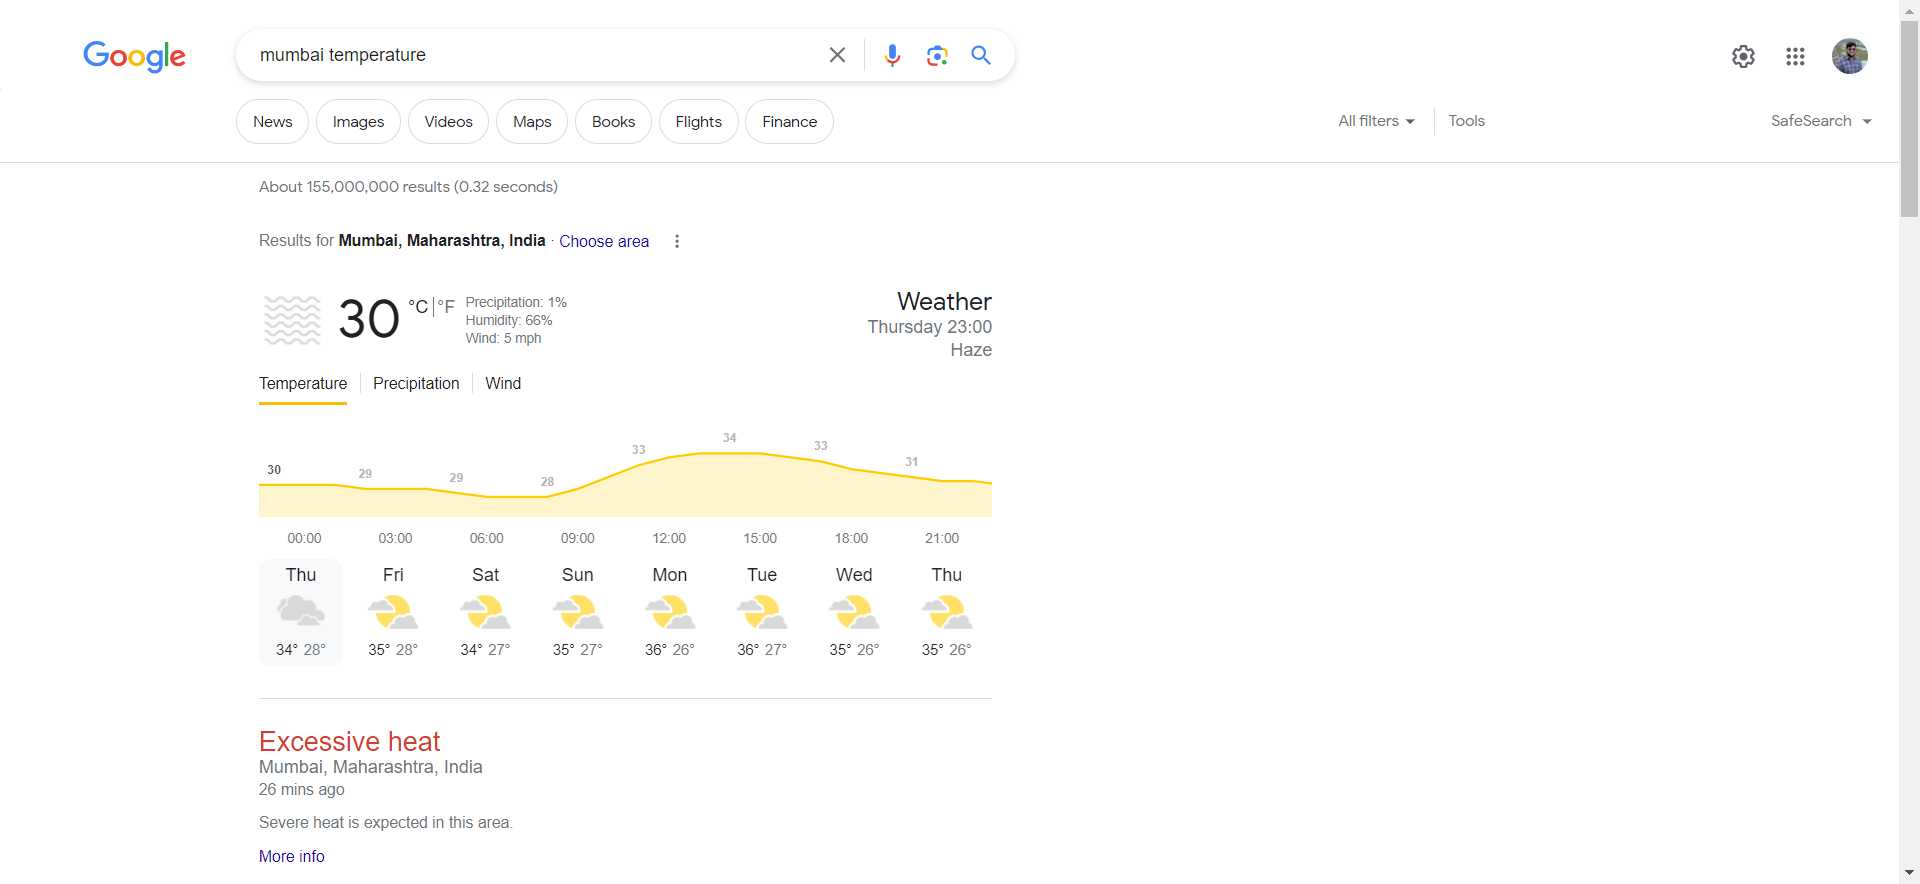 Google
mumbai temperature
News Images Videos Maps Books Flights Finance All filters Tools SafeSearch
About 155,000,000 results (0.32 seconds)
Results for Mumbai, Maharashtra, India · Choose area
30 °C | °F
Precipitation: 1%
Humidity: 66%
Wind: 5 mph
Weather
Thursday 23:00
Haze
Temperature Precipitation Wind
30 29 29 28 33 34 33 31
00:00 03:00 06:00 09:00 12:00 15:00 18:00 21:00
Thu Fri Sat Sun Mon Tue Wed Thu
34° 28° 35° 28° 34° 27° 35° 27° 36° 26° 36° 27° 35° 26° 35° 26°
Excessive heat
Mumbai, Maharashtra, India
26 mins ago
Severe heat is expected in this area.
More info